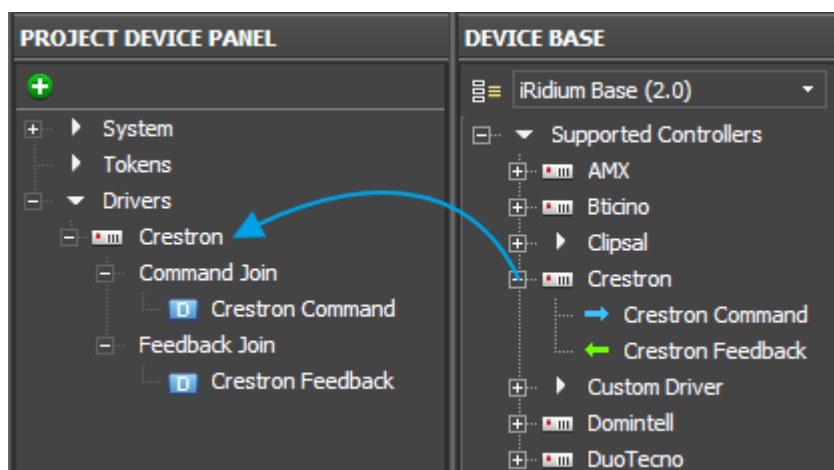 PROJECT DEVICE PANEL
System
Tokens
Drivers
Crestron
Command Join
D Crestron Command
Feedback Join
D Crestron Feedback
DEVICE BASE
iRidium Base (2.0)
Supported Controllers
AMX
Bticino
Clipsal
Crestron
Crestron Command
Crestron Feedback
Custom Driver
Domintell
DuoTecno